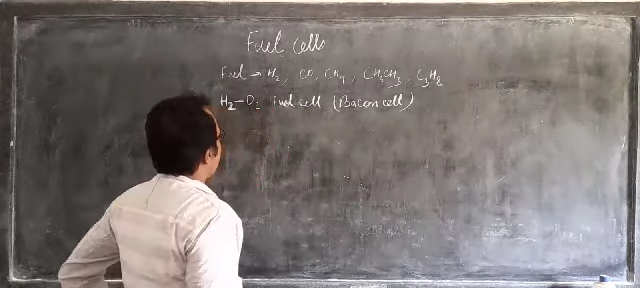 Fuel cells
Fuel → H2, CO, CH4, CH3CH3, C3H8
H2-O2 Fuel cell (Bacon cell)